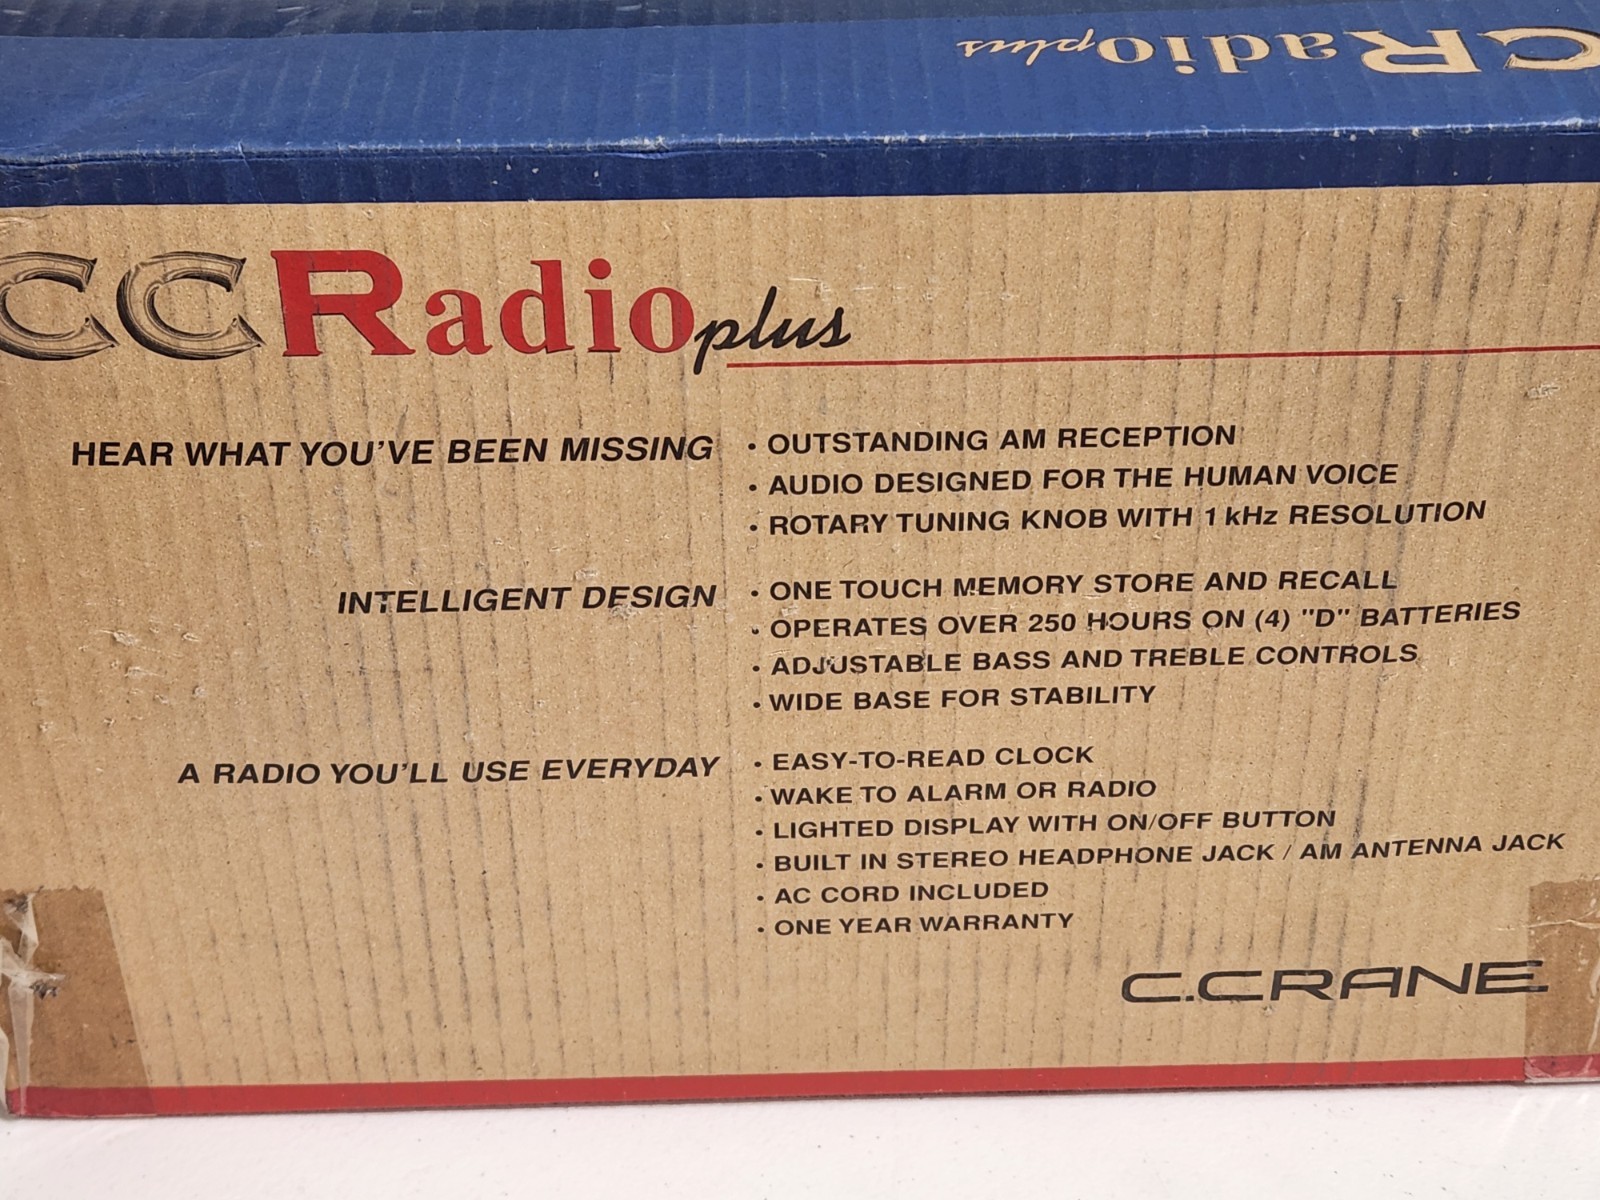 CRadioplus
CCRadioplus
HEAR WHAT YOU'VE BEEN MISSING
• OUTSTANDING AM RECEPTION
• AUDIO DESIGNED FOR THE HUMAN VOICE
• ROTARY TUNING KNOB WITH 1 kHz RESOLUTION
INTELLIGENT DESIGN
• ONE TOUCH MEMORY STORE AND RECALL
• OPERATES OVER 250 HOURS ON (4) "D" BATTERIES
• ADJUSTABLE BASS AND TREBLE CONTROLS
• WIDE BASE FOR STABILITY
A RADIO YOU'LL USE EVERYDAY
• EASY-TO-READ CLOCK
• WAKE TO ALARM OR RADIO
• LIGHTED DISPLAY WITH ON/OFF BUTTON
• BUILT IN STEREO HEADPHONE JACK / AM ANTENNA JACK
• AC CORD INCLUDED
• ONE YEAR WARRANTY
C.CRANE